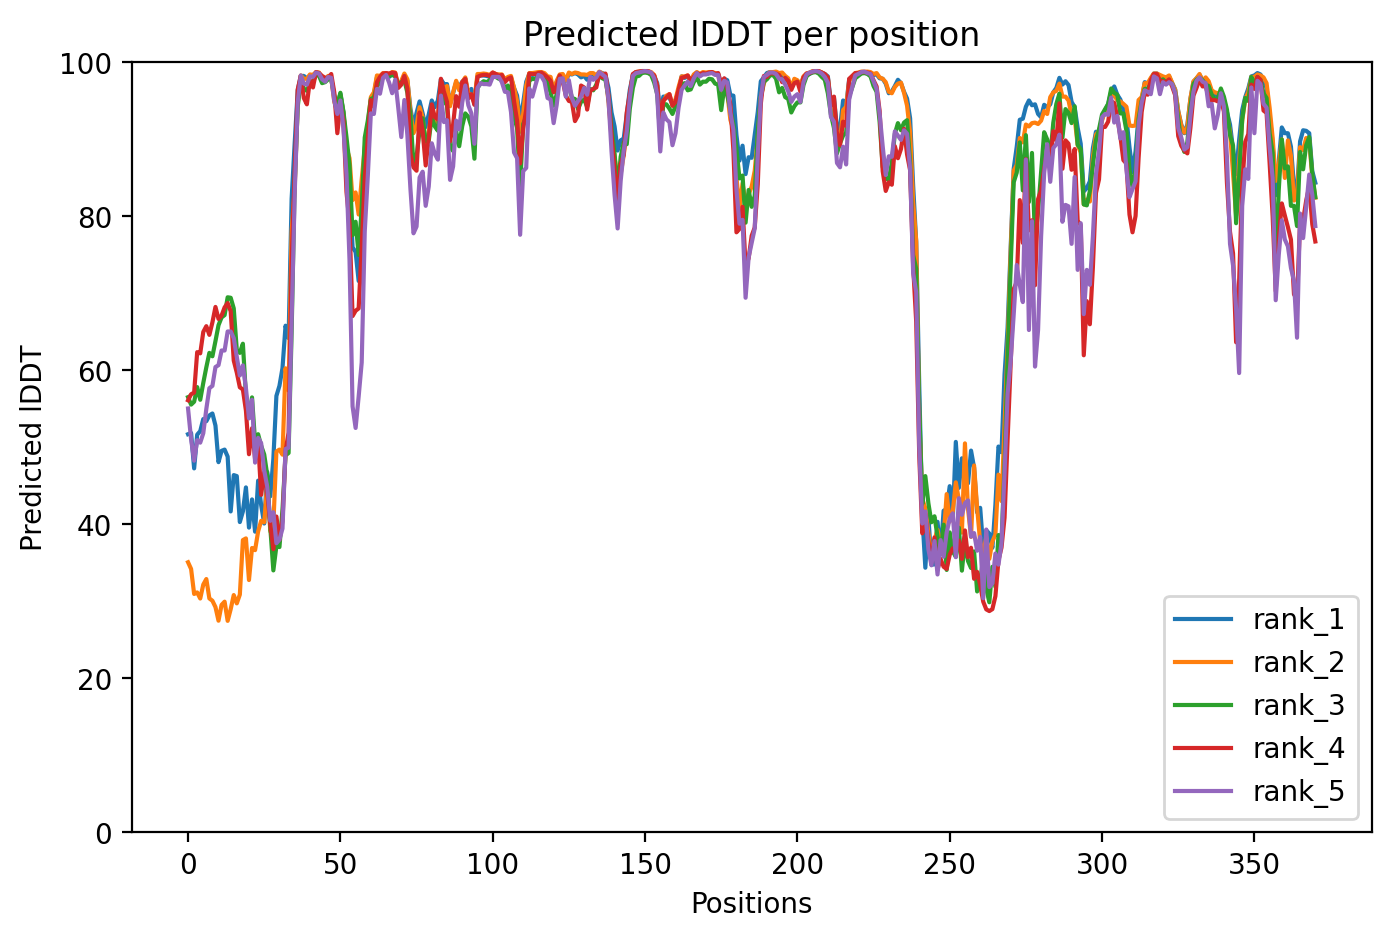 Predicted lDDT per position
Predicted lDDT
100
80
60
40
20
0
0 50 100 150 200 250 300 350
Positions
rank_1
rank_2
rank_3
rank_4
rank_5